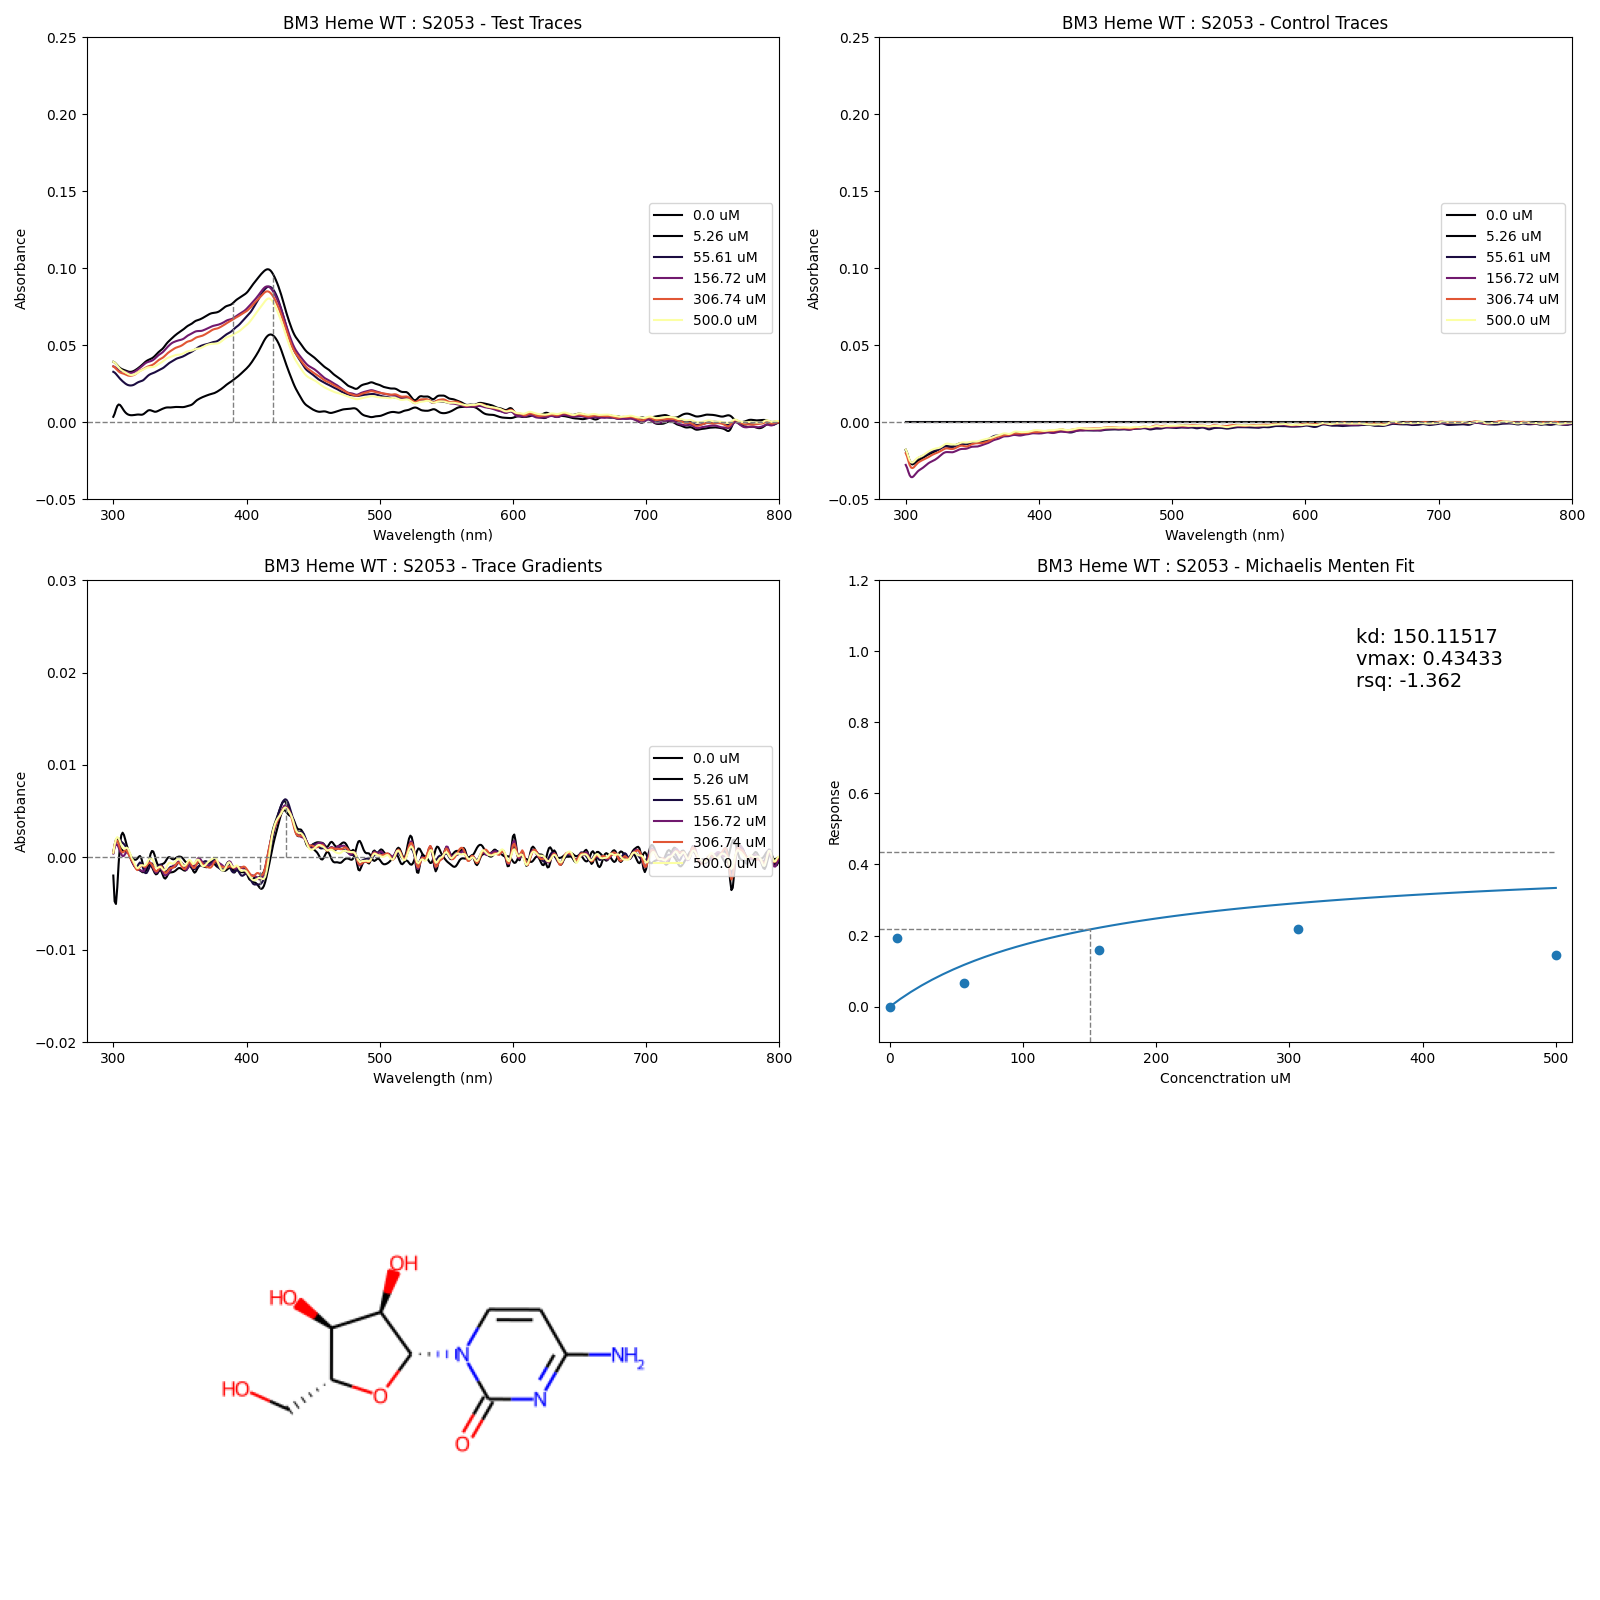 BM3 Heme WT : S2053 - Test Traces
0.25
0.20
0.15
0.10
0.05
0.00
−0.05
Absorbance
300 400 500 600 700 800
Wavelength (nm)
0.0 uM
5.26 uM
55.61 uM
156.72 uM
306.74 uM
500.0 uM
BM3 Heme WT : S2053 - Control Traces
0.25
0.20
0.15
0.10
0.05
0.00
−0.05
Absorbance
300 400 500 600 700 800
Wavelength (nm)
0.0 uM
5.26 uM
55.61 uM
156.72 uM
306.74 uM
500.0 uM
BM3 Heme WT : S2053 - Trace Gradients
0.03
0.02
0.01
0.00
−0.01
−0.02
Absorbance
300 400 500 600 700 800
Wavelength (nm)
0.0 uM
5.26 uM
55.61 uM
156.72 uM
306.74 uM
500.0 uM
BM3 Heme WT : S2053 - Michaelis Menten Fit
1.2
1.0
0.8
0.6
0.4
0.2
0.0
Response
kd: 150.11517
vmax: 0.43433
rsq: -1.362
0 100 200 300 400 500
Concenctration uM
OH
HO
N
NH2
HO
O
N
O